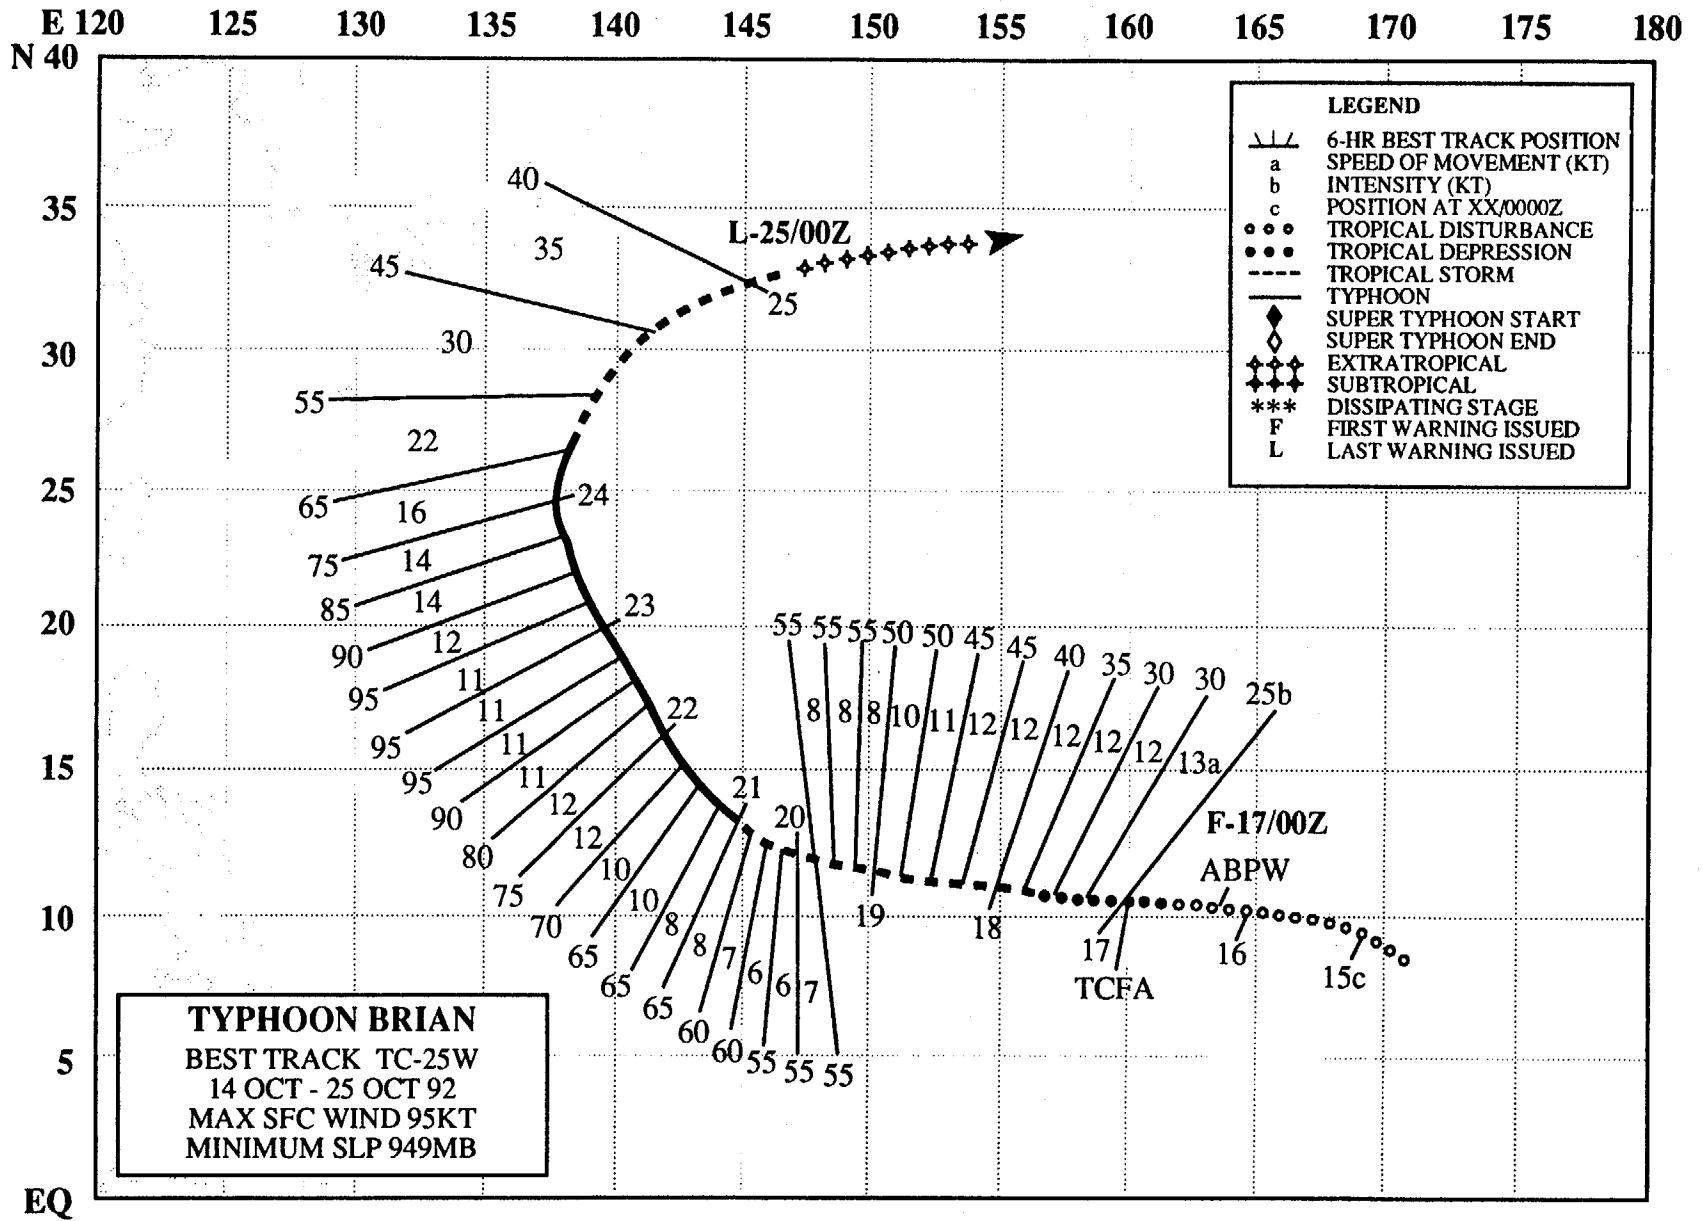 E 120 125 130 135 140 145 150 155 160 165 170 180
N 40
LEGEND
6-HR BEST TRACK POSITION
a SPEED OF MOVEMENT (KT)
b INTENSITY (KT)
c POSITION AT XX/0000Z
TROPICAL DISTURBANCE
TROPICAL DEPRESSION
TROPICAL STORM
TYPHOON
SUPER TYPHOON START
SUPER TYPHOON END
EXTRATROPICAL
SUBTROPICAL
*** DISSIPATING STAGE
F FIRST WARNING ISSUED
L LAST WARNING ISSUED
40
35
L-25/00Z
35
45
25
30
30
55
22
65
25
24
16
75
14
85
14
20
23
90
12
95
11
95
11
95
11
90
11
80
12
75
12
70
10
65
10
65
8
65
8
60
7
60
6
55
6
55
7
55
22
15
21
20
55 55 55 50 50 45 45 40 35 30 30 25b
8 8 8 10 11 12 12 12 12 12 13a
F-17/00Z
ABPW
10
19
18
17
16
15c
TCFA
5
EQ
TYPHOON BRIAN
BEST TRACK TC-25W
14 OCT - 25 OCT 92
MAX SFC WIND 95KT
MINIMUM SLP 949MB